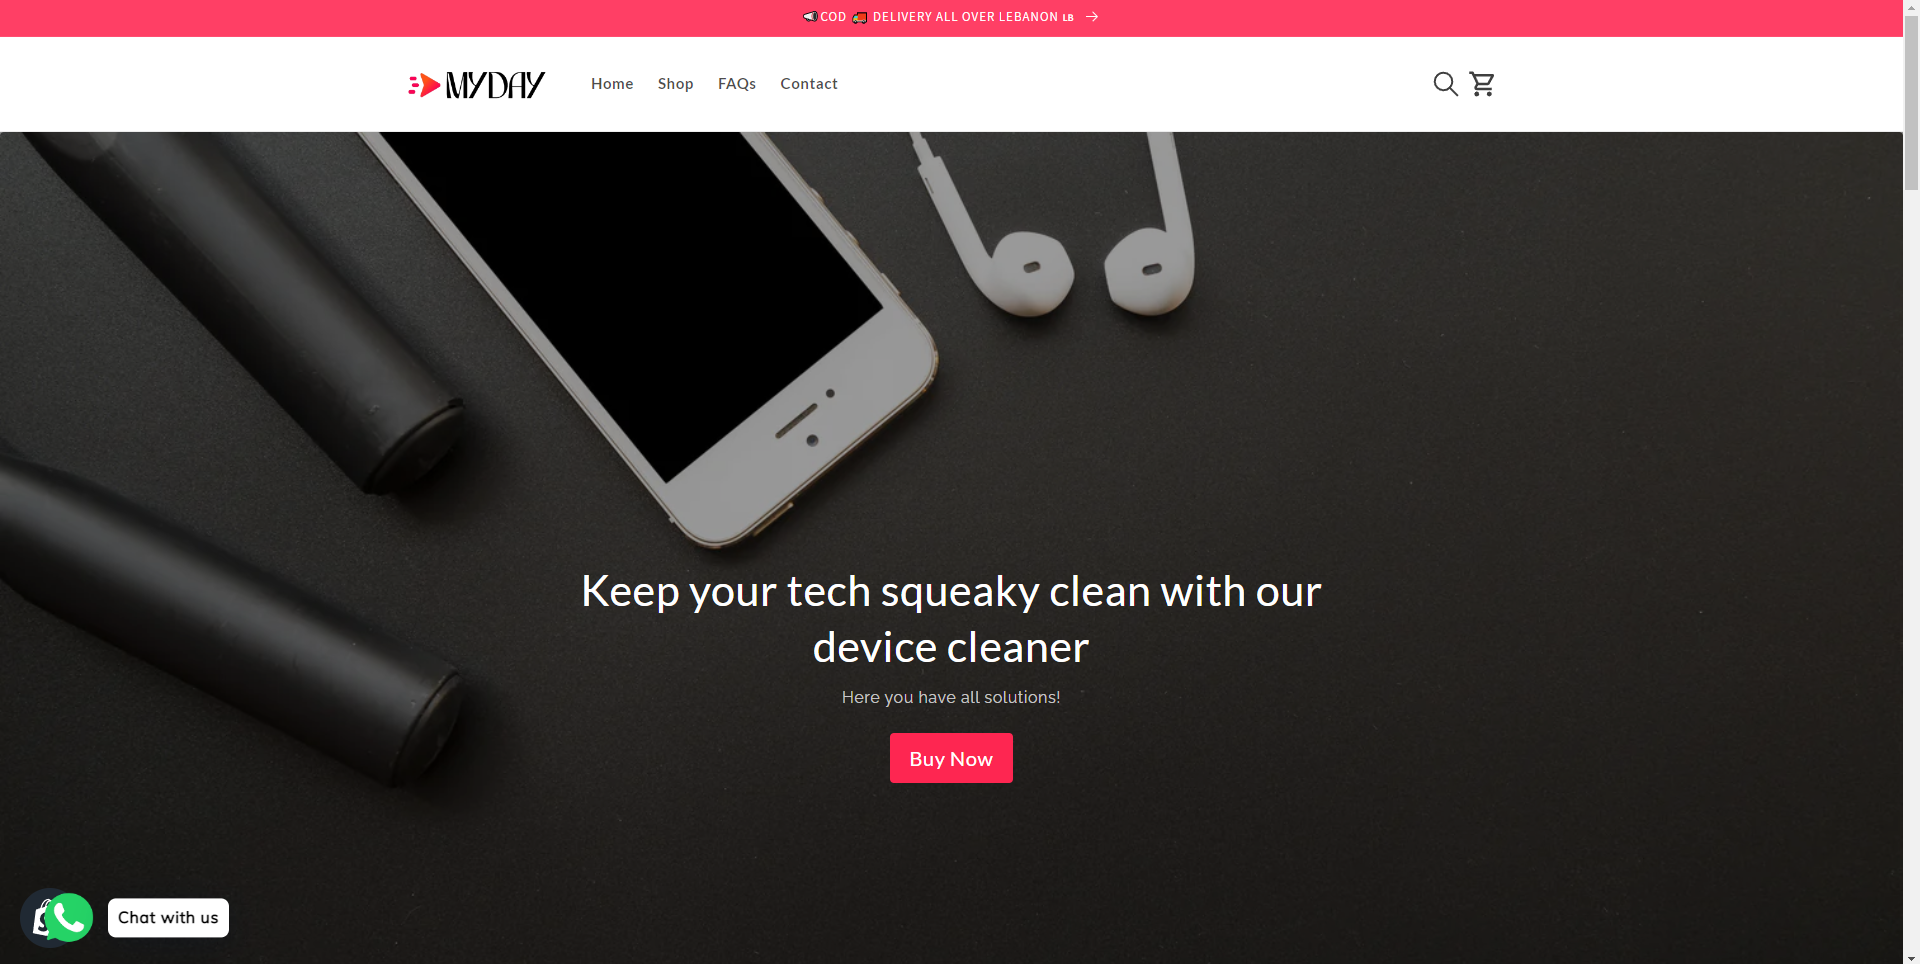 COD DELIVERY ALL OVER LEBANON LB
MYDAY
Home Shop FAQs Contact
Keep your tech squeaky clean with our
device cleaner
Here you have all solutions!
Buy Now
Chat with us